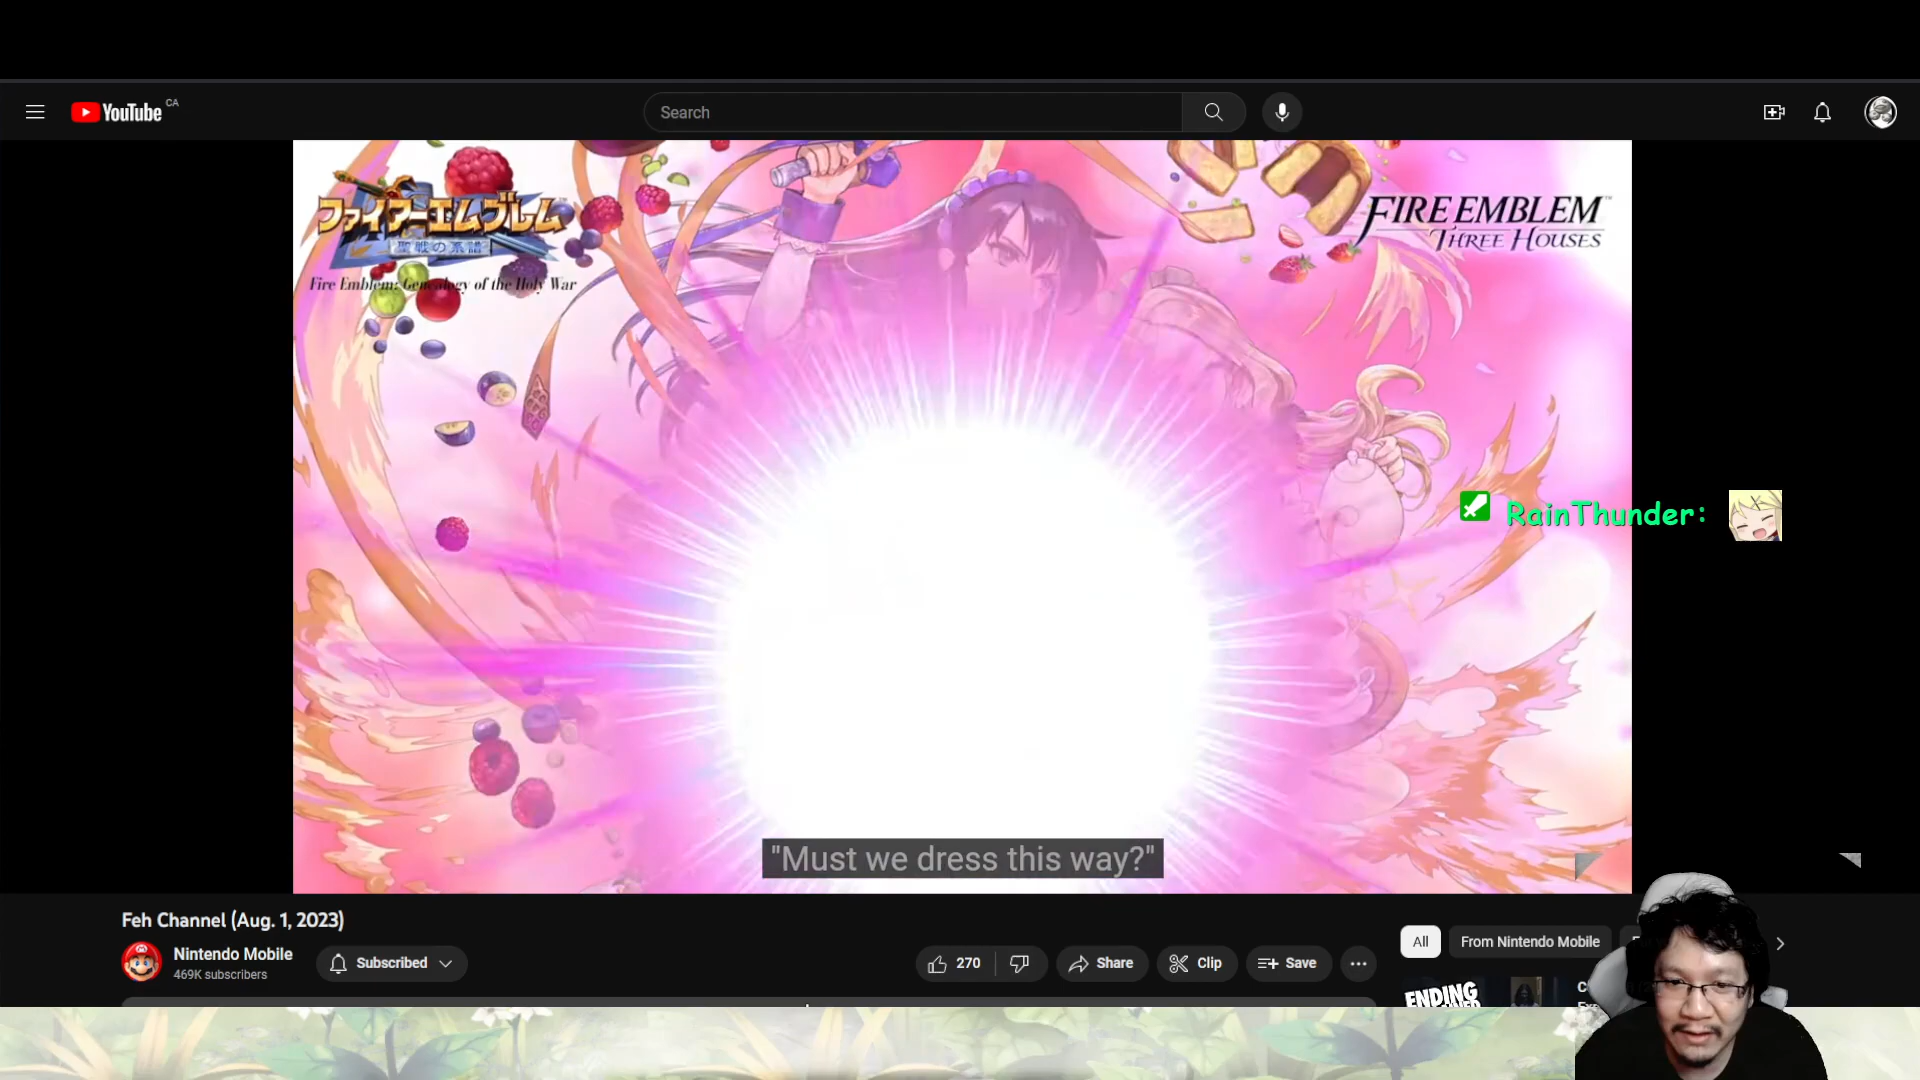 YouTube CA
Search
ファイアーエムブレム
聖戦の系譜
Fire Emblem: Genealogy of the Holy War
FIRE EMBLEM™
THREE HOUSES
RainThunder:
"Must we dress this way?"
Feh Channel (Aug. 1, 2023)
Nintendo Mobile
469K subscribers
Subscribed
270
Share
Clip
Save
All
From Nintendo Mobile
ENDING